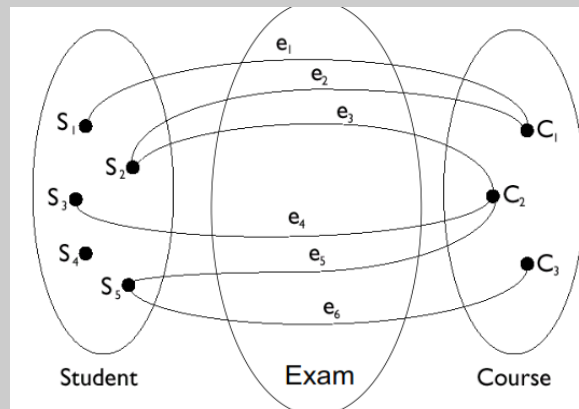 e₁
e₂
e₃
S₁
C₁
S₂
S₃
C₂
e₄
S₄
e₅
C₃
S₅
e₆
Student
Exam
Course